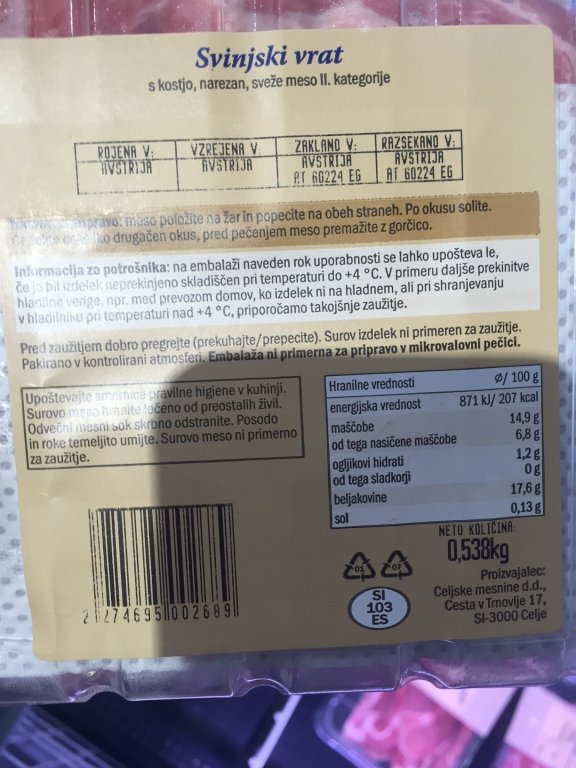 Svinjski vrat
s kostjo, narezan, sveže meso II. kategorije
ROJENA V: VZREJENA V: ZAKLANO V: RAZSEKANO V:
AVSTRIJA AVSTRIJA AVSTRIJA AVSTRIJA
AT 60224 EG AT 60224 EG
meso položite na žar in popecite na obeh straneh. Po okusu solite.
drugačen okus, pred pečenjem meso premažite z gorčico.
Informacija za potrošnika: na embalaži naveden rok uporabnosti se lahko upošteva le,
če je bil izdelek neprekinjeno skladiščen pri temperaturi do +4 °C. V primeru daljše prekinitve
hladilne verige, npr. med prevozom domov, ko izdelek ni na hladnem, ali pri shranjevanju
v hladilniku pri temperaturi nad +4 °C, priporočamo takojšnje zaužitje.
Pred zaužitjem dobro pregrejte (prekuhajte/prepecite). Surov izdelek ni primeren za zaužitje.
Pakirano v kontrolirani atmosferi. Embalaža ni primerna za pripravo v mikrovalovni pečici.
Upoštevajte smernice pravilne higiene v kuhinji.
Surovo meso hranite ločeno od preostalih živil.
Odvečni mesni sok skrbno odstranite. Posodo
in roke temeljito umijte. Surovo meso ni primerno
za zaužitje.
Hranilne vrednosti ø/ 100 g
energijska vrednost 871 kJ/ 207 kcal
maščobe 14,9 g
od tega nasičene maščobe 6,8 g
ogljikovi hidrati 1,2 g
od tega sladkorji 0 g
beljakovine 17,6 g
sol 0,13 g
NETO KOLIČINA:
0,538kg
01 07
SI
103
ES
Proizvajalec:
Celjske mesnine d.d.,
Cesta v Trnovlje 17,
SI-3000 Celje
2 274695 002689